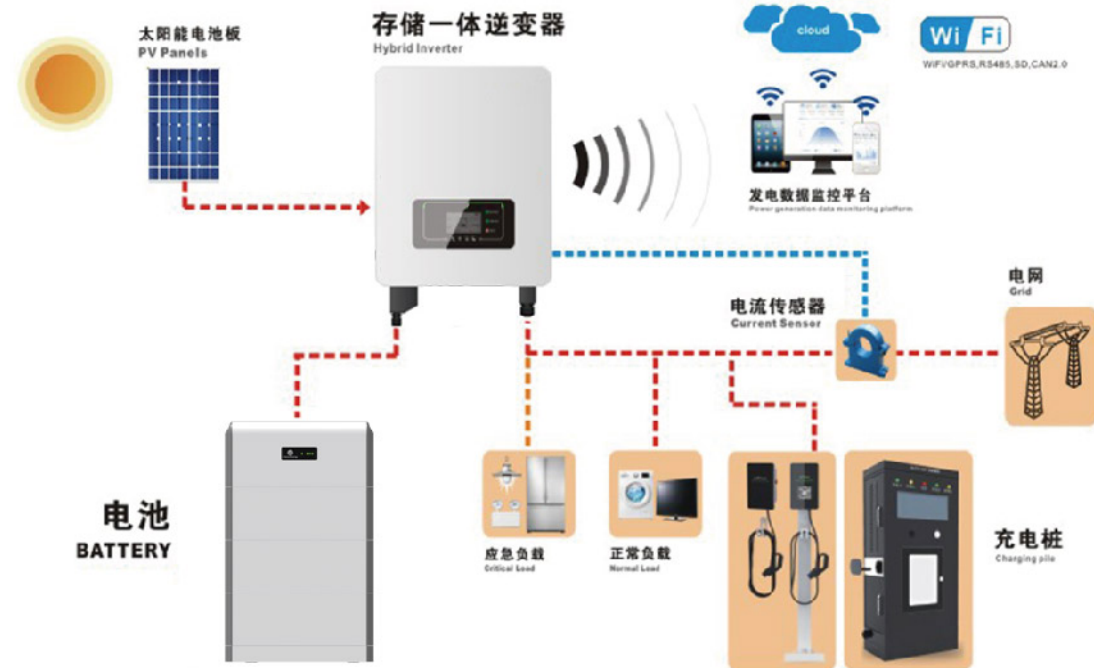 太阳能电池板
PV Panels
存储一体逆变器
Hybrid Inverter
cloud
Wi Fi
WIFI/GPRS,RS485,SD,CAN2.0
发电数据监控平台
Power generation data monitoring platform
电流传感器
Current Sensor
电网
Grid
电池
BATTERY
应急负载
Critical Load
正常负载
Normal Load
充电桩
Charging pile